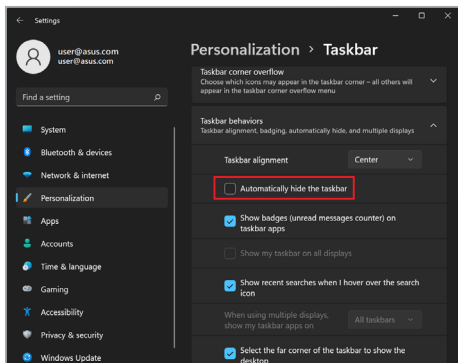 Settings
user@asus.com
user@asus.com
Find a setting
System
Bluetooth & devices
Network & internet
Personalization
Apps
Accounts
Time & language
Gaming
Accessibility
Privacy & security
Windows Update
Personalization > Taskbar
Taskbar corner overflow
Choose which icons may appear in the taskbar corner – all others will
appear in the taskbar corner overflow menu
Taskbar behaviors
Taskbar alignment, badging, automatically hide, and multiple displays
Taskbar alignment
Center
Automatically hide the taskbar
Show badges (unread messages counter) on
taskbar apps
Show my taskbar on all displays
Show recent searches when I hover over the search
icon
When using multiple displays,
show my taskbar apps on
All taskbars
Select the far corner of the taskbar to show the
desktop